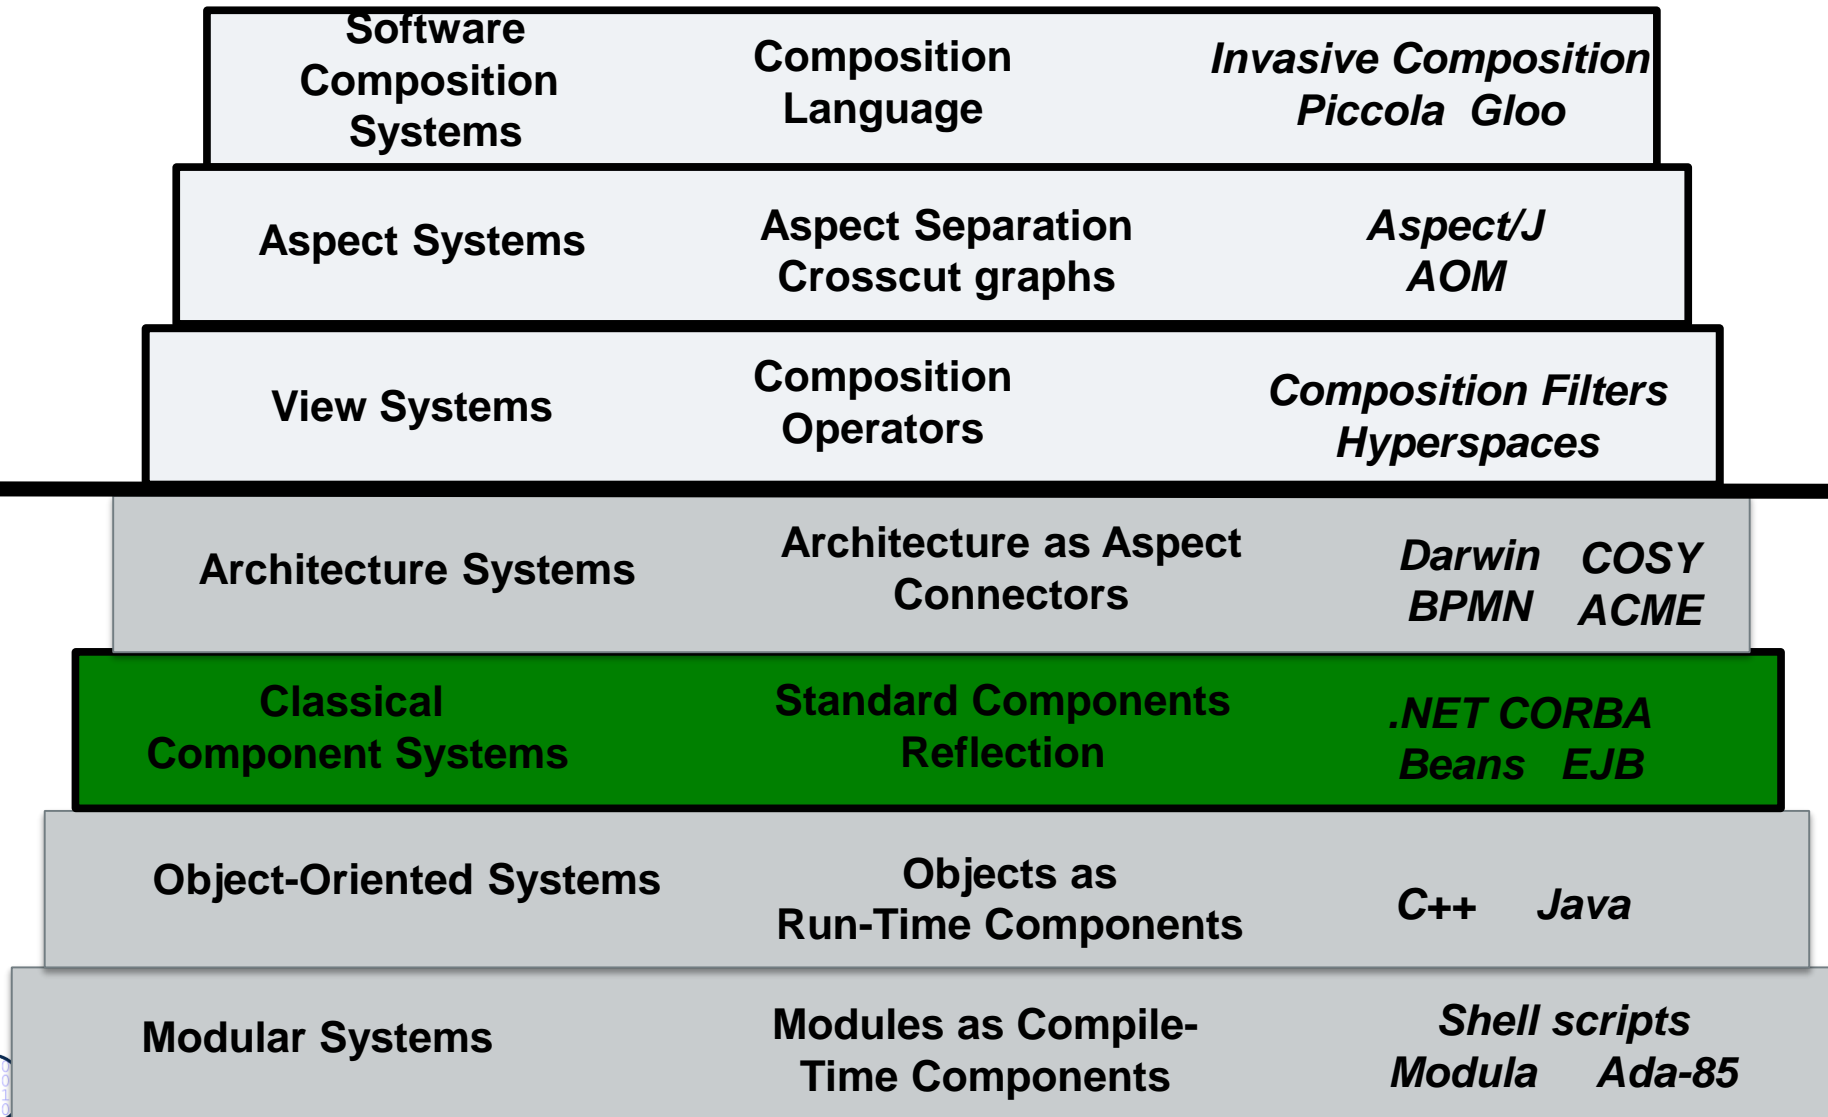 Software
Composition
Systems
Composition
Language
Invasive Composition
Piccola Gloo
Aspect Systems
Aspect Separation
Crosscut graphs
Aspect/J
AOM
View Systems
Composition
Operators
Composition Filters
Hyperspaces
Architecture Systems
Architecture as Aspect
Connectors
Darwin COSY
BPMN ACME
Classical
Component Systems
Standard Components
Reflection
.NET CORBA
Beans EJB
Object-Oriented Systems
Objects as
Run-Time Components
C++ Java
Modular Systems
Modules as Compile-
Time Components
Shell scripts
Modula Ada-85